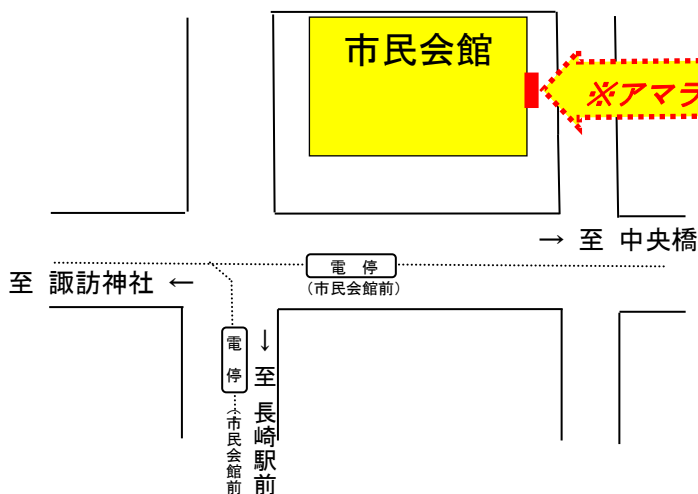 市民会館
※アマラ
→ 至 中央橋
電 停
(市民会館前)
至 諏訪神社 ←
電停
(市民会館前
↓至 長崎駅前